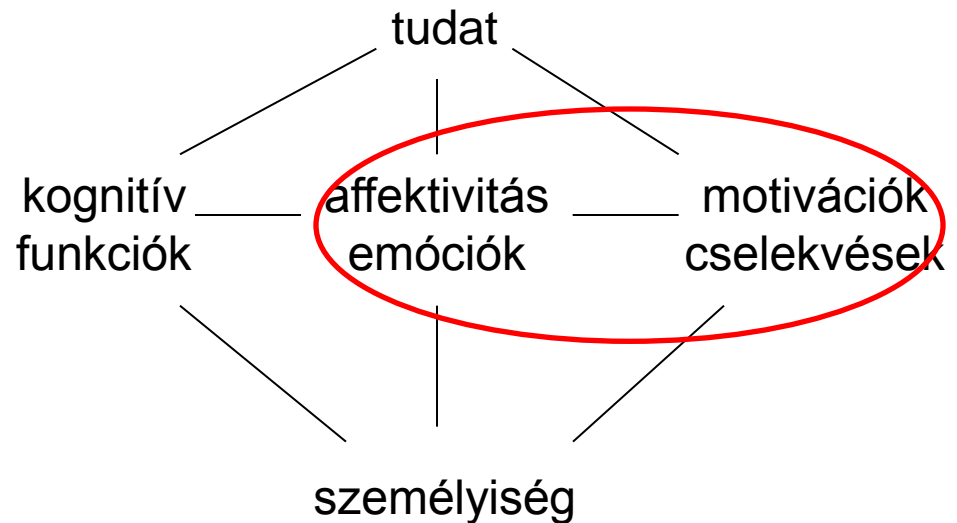 tudat
kognitív
funkciók
affektivitás
emóciók
motivációk
cselekvések
személyiség